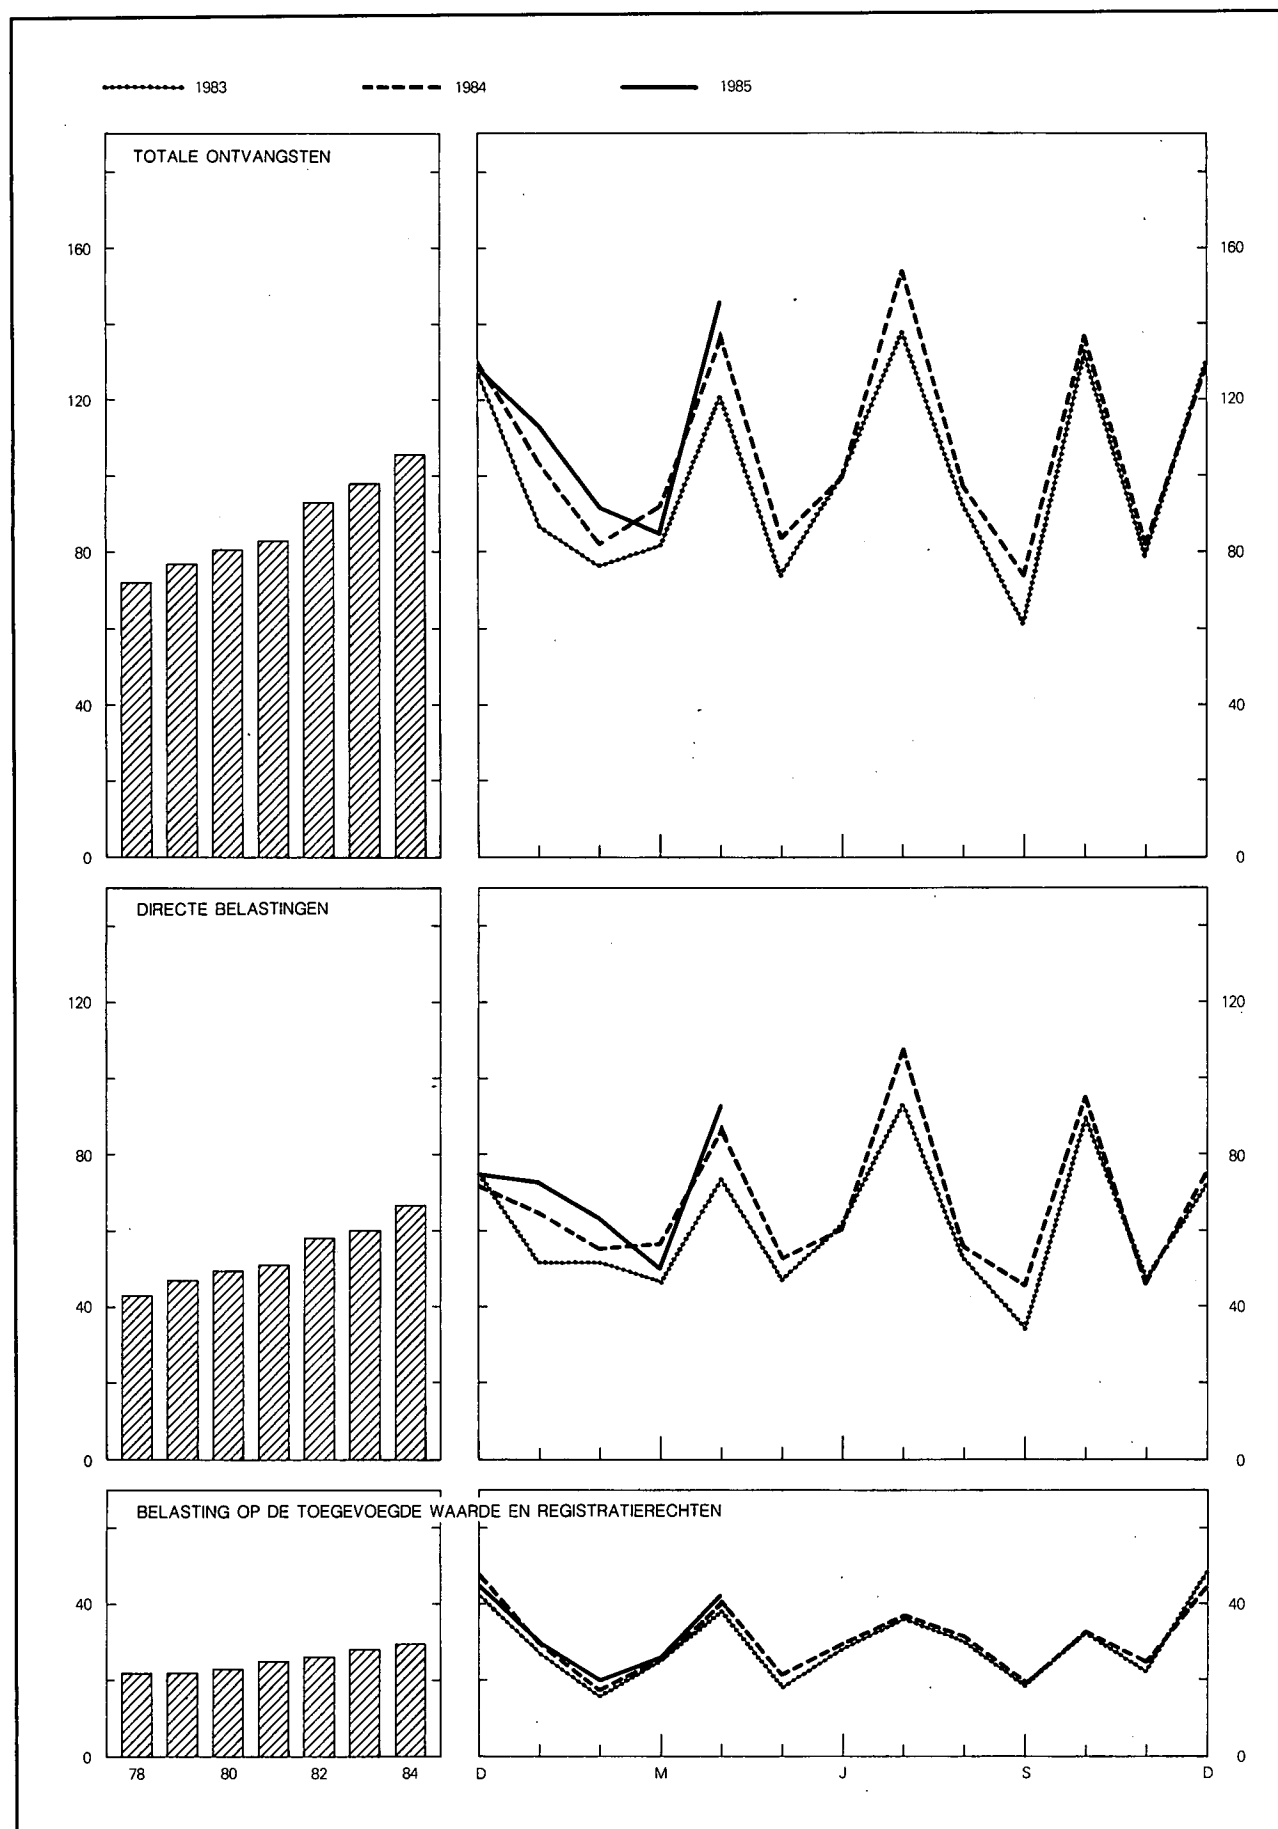 1983 1984 1985
TOTALE ONTVANGSTEN
160 160
120 120
80 80
40 40
0 0
DIRECTE BELASTINGEN
120 120
80 80
40 40
0 0
BELASTING OP DE TOEGEVOEGDE WAARDE EN REGISTRATIERECHTEN
40 40
0 0
78 80 82 84 D M J S D